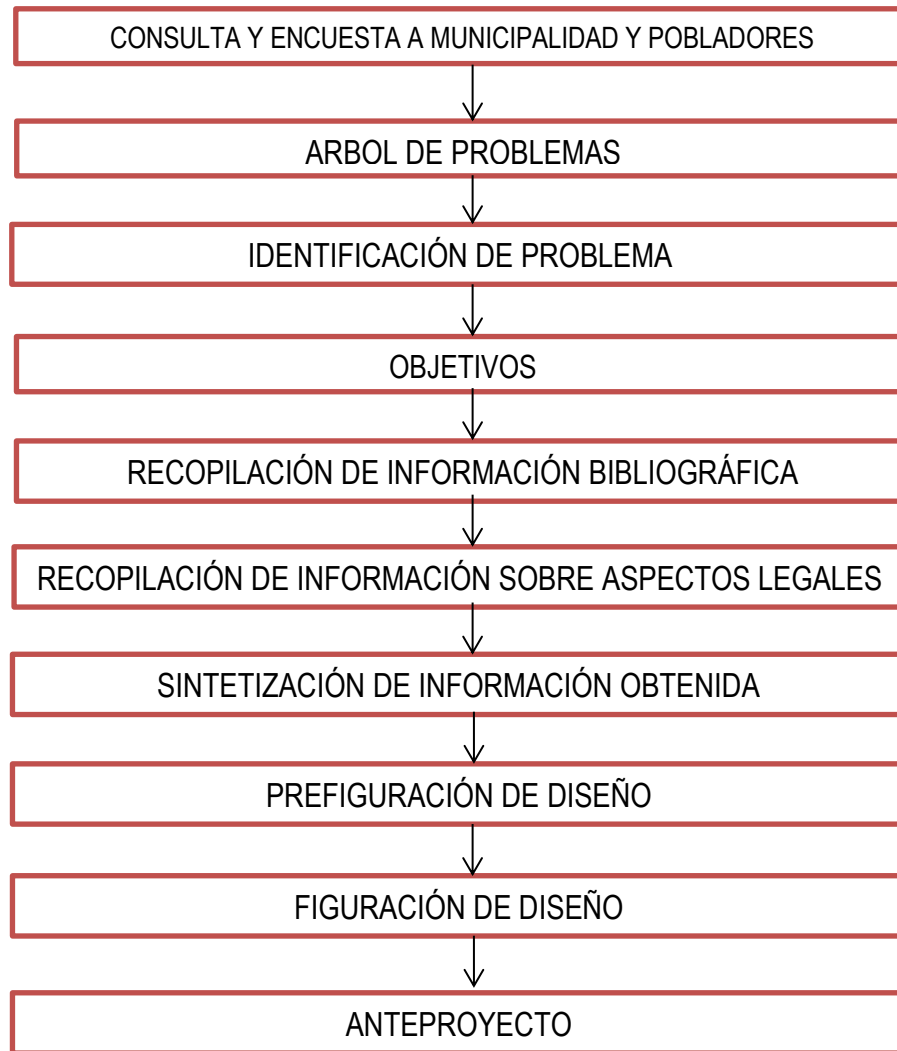 CONSULTA Y ENCUESTA A MUNICIPALIDAD Y POBLADORES
ARBOL DE PROBLEMAS
IDENTIFICACIÓN DE PROBLEMA
OBJETIVOS
RECOPILACIÓN DE INFORMACIÓN BIBLIOGRÁFICA
RECOPILACIÓN DE INFORMACIÓN SOBRE ASPECTOS LEGALES
SINTETIZACIÓN DE INFORMACIÓN OBTENIDA
PREFIGURACIÓN DE DISEÑO
FIGURACIÓN DE DISEÑO
ANTEPROYECTO